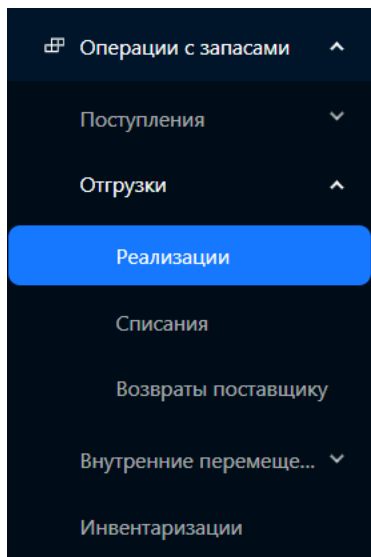 Операции с запасами
Поступления
Отгрузки
Реализации
Списания
Возвраты поставщику
Внутренние перемеще...
Инвентаризации